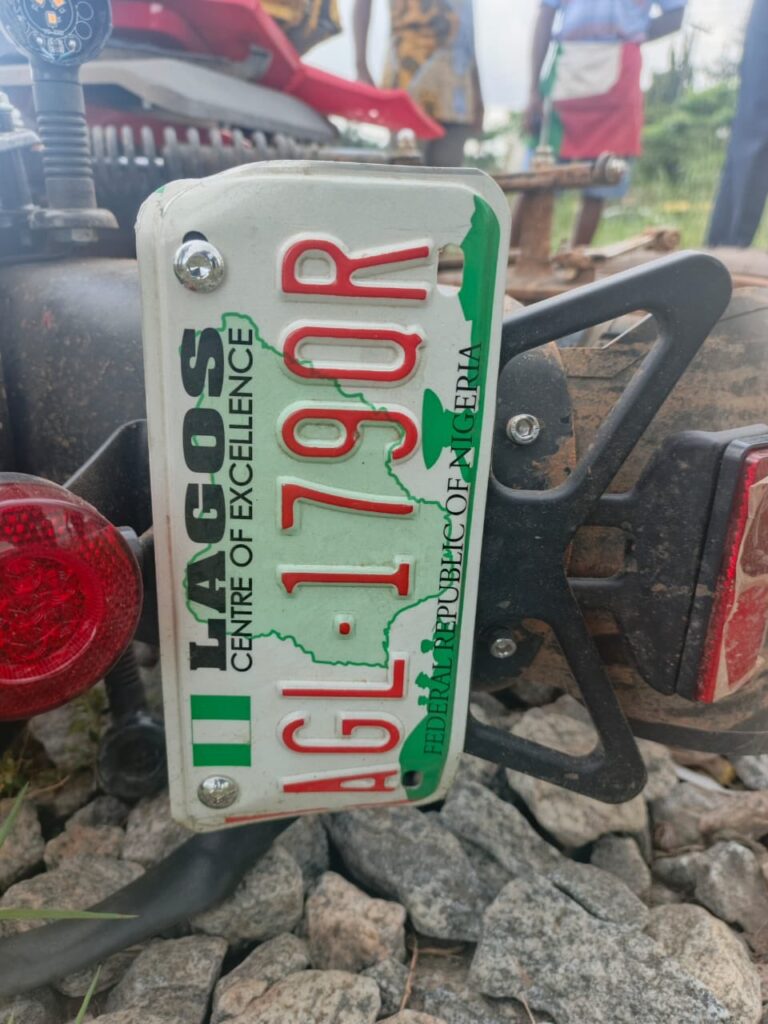 LAGOS
CENTRE OF EXCELLENCE
AGL·179QR
FEDERAL REPUBLIC OF NIGERIA